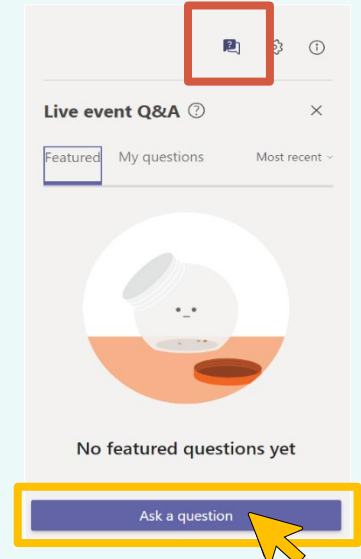 Live event Q&A
Featured My questions Most recent
No featured questions yet
Ask a question